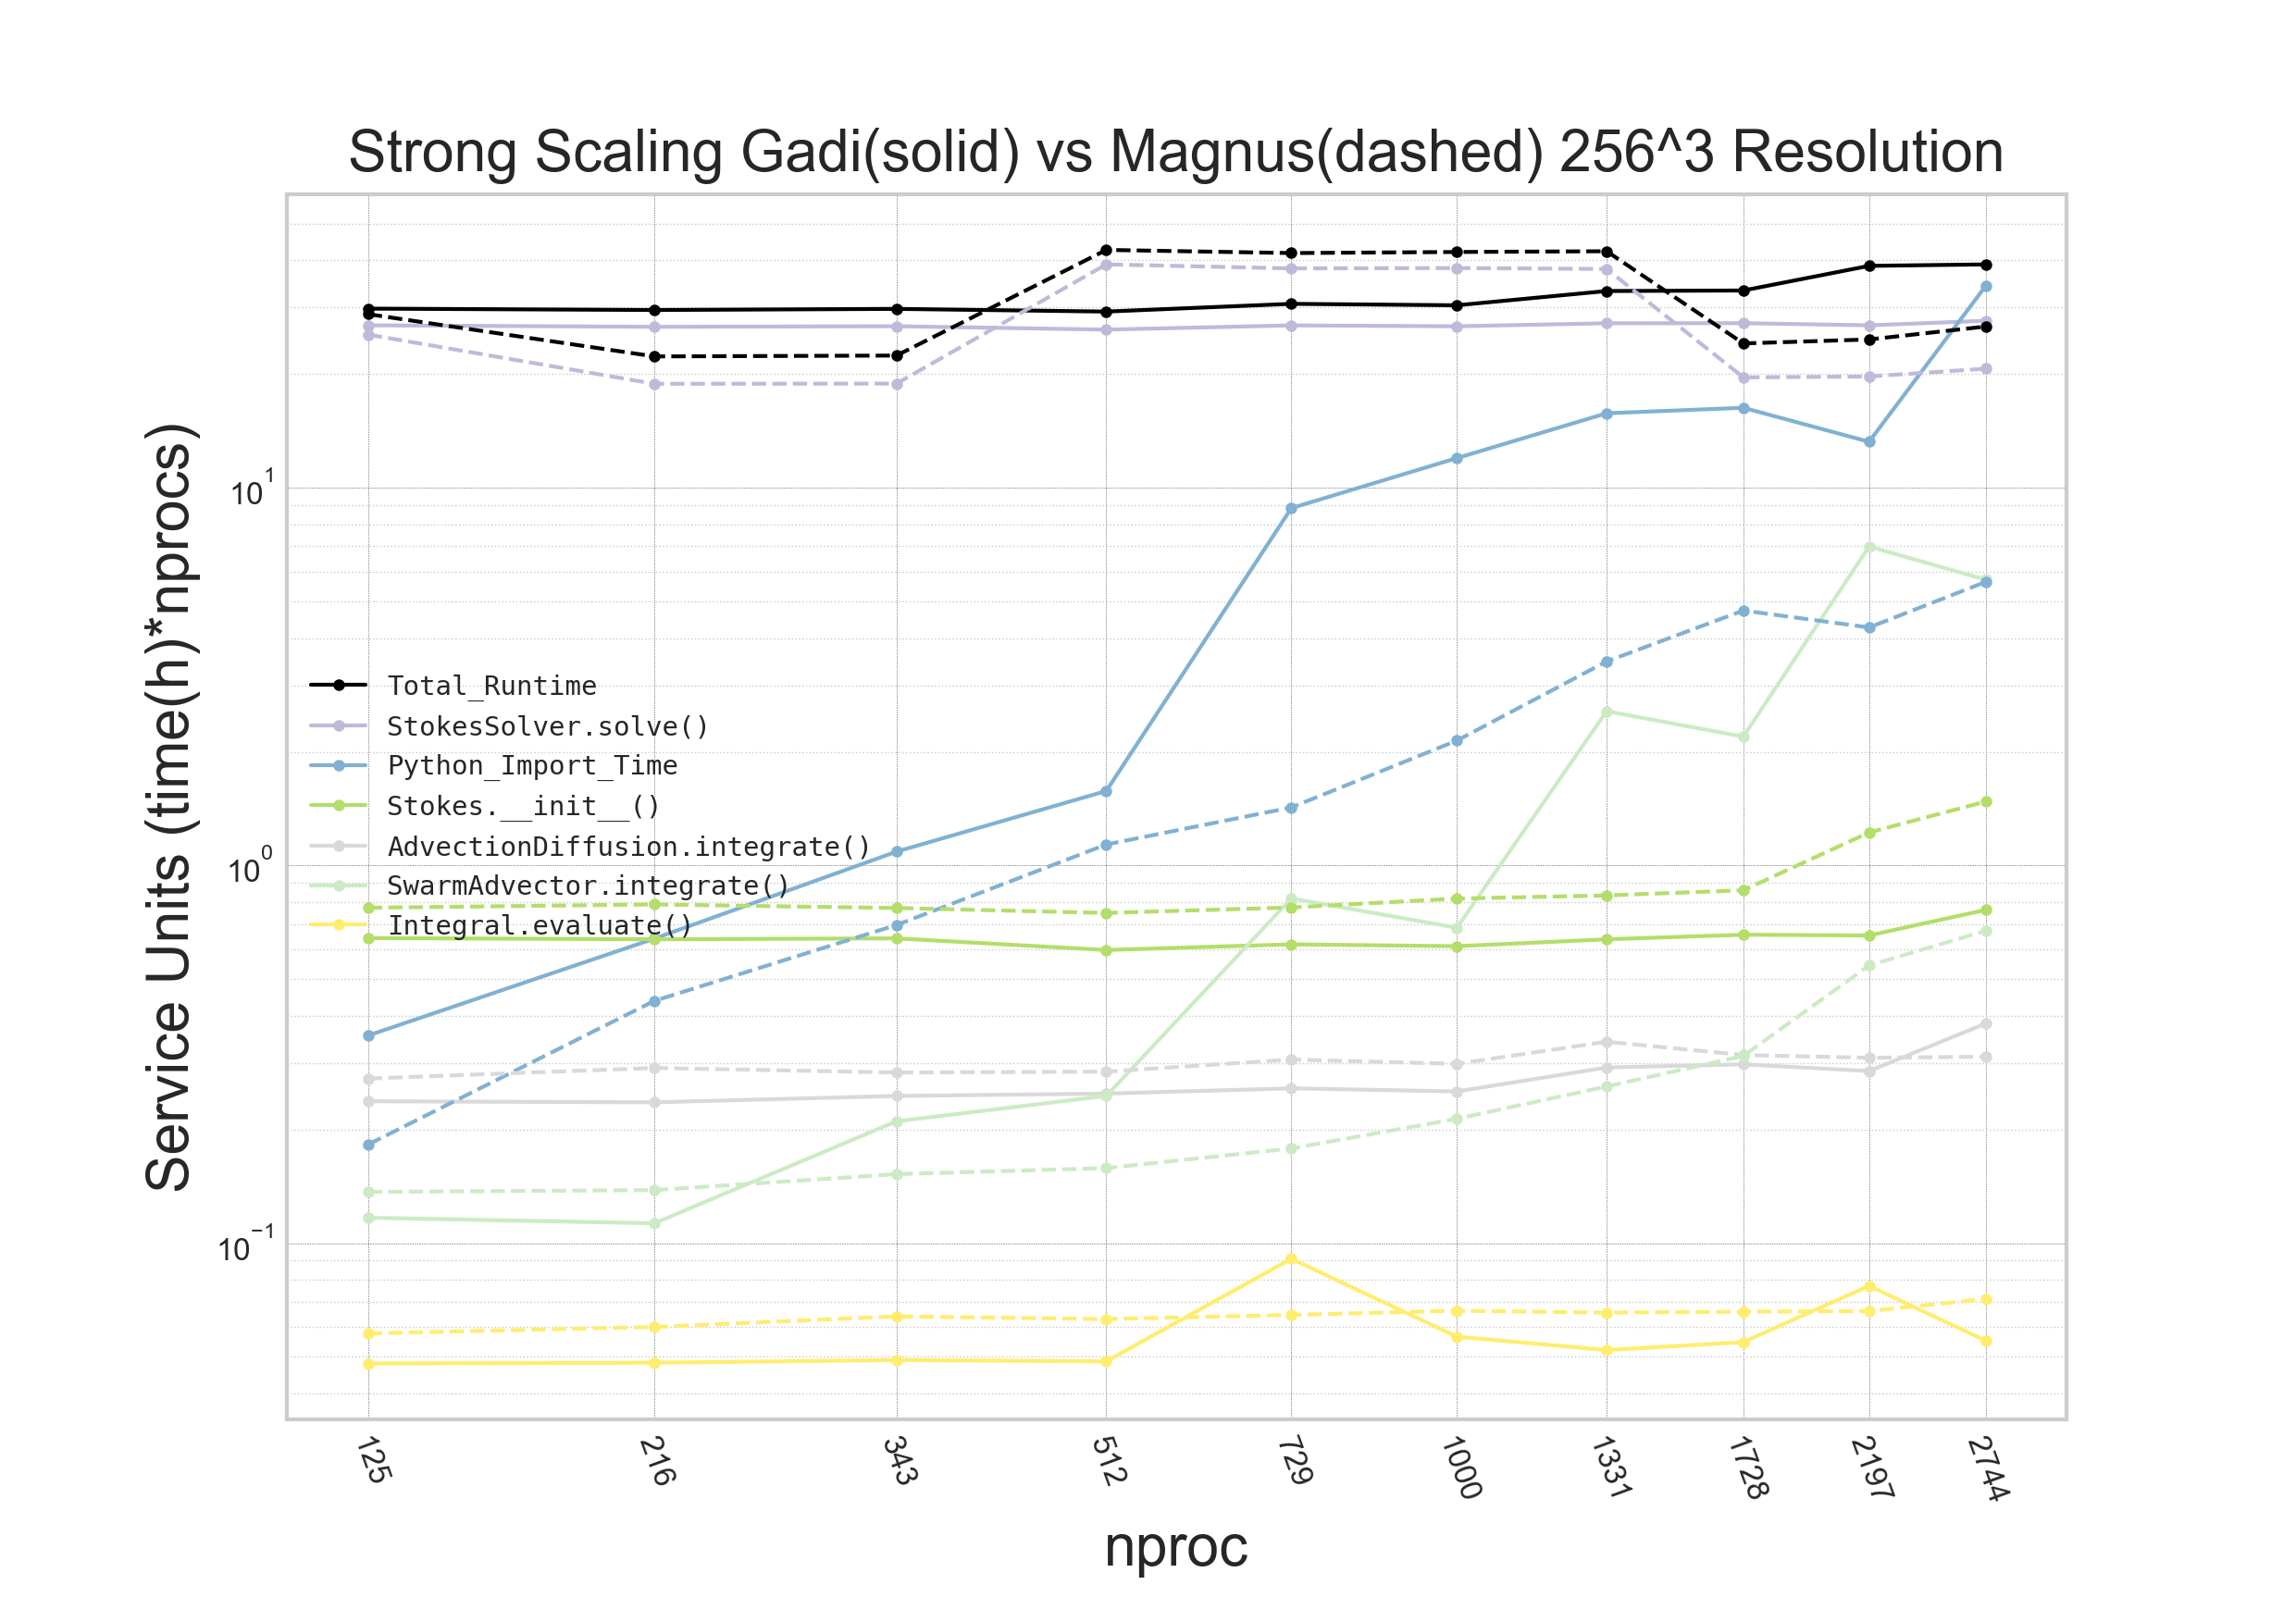 Strong Scaling Gadi(solid) vs Magnus(dashed) 256^3 Resolution
Service Units (time(h)*nprocs)
10^1
10^0
10^−1
Total_Runtime
StokesSolver.solve()
Python_Import_Time
Stokes.__init__()
AdvectionDiffusion.integrate()
SwarmAdvector.integrate()
Integral.evaluate()
125 216 343 512 729 1000 1331 1728 2197 2744
nproc